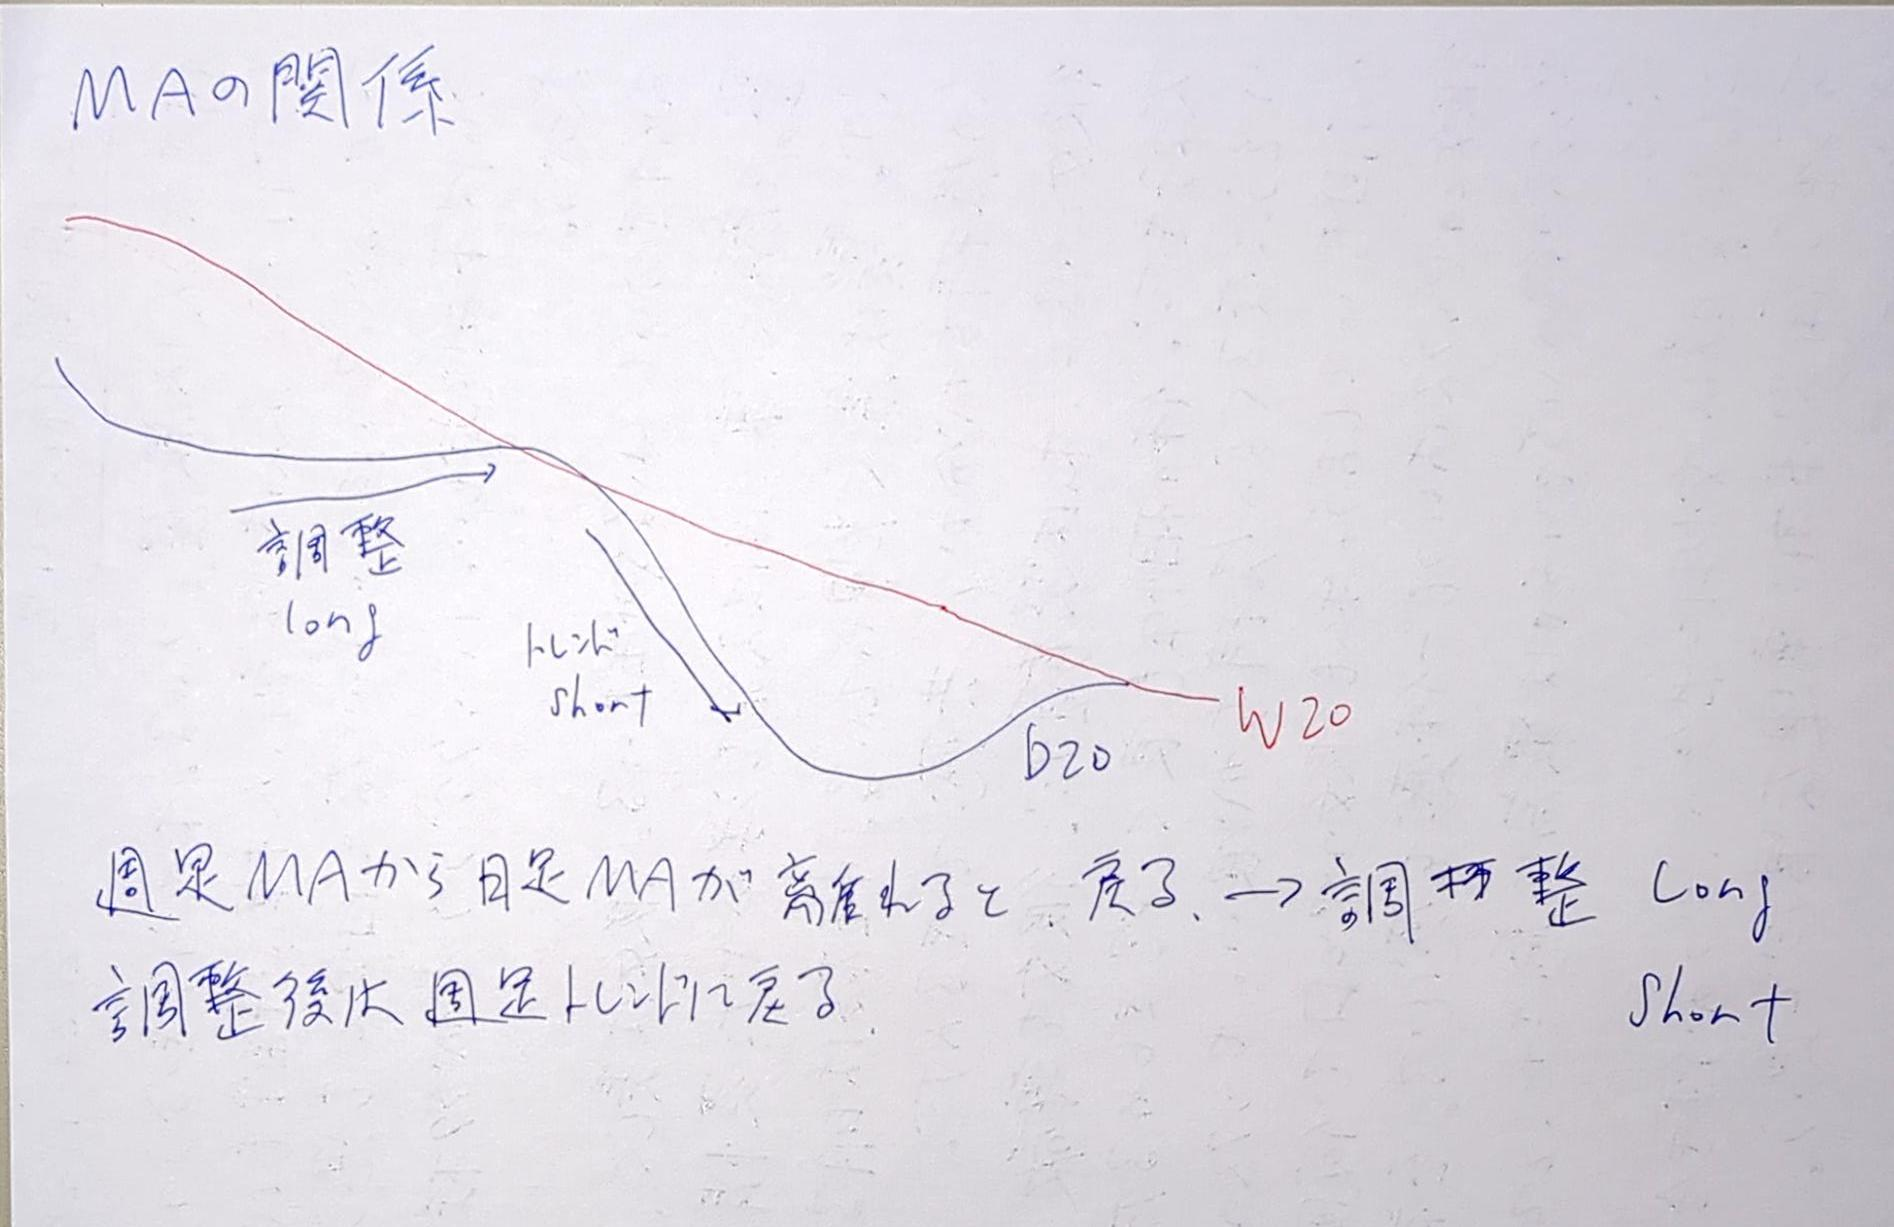 MAの関係
調整
long
トレンド
short
D20
W20
週足MAから日足MAが離れると、戻る、→調整 Long
調整後は週足トレンドに戻る。 Short